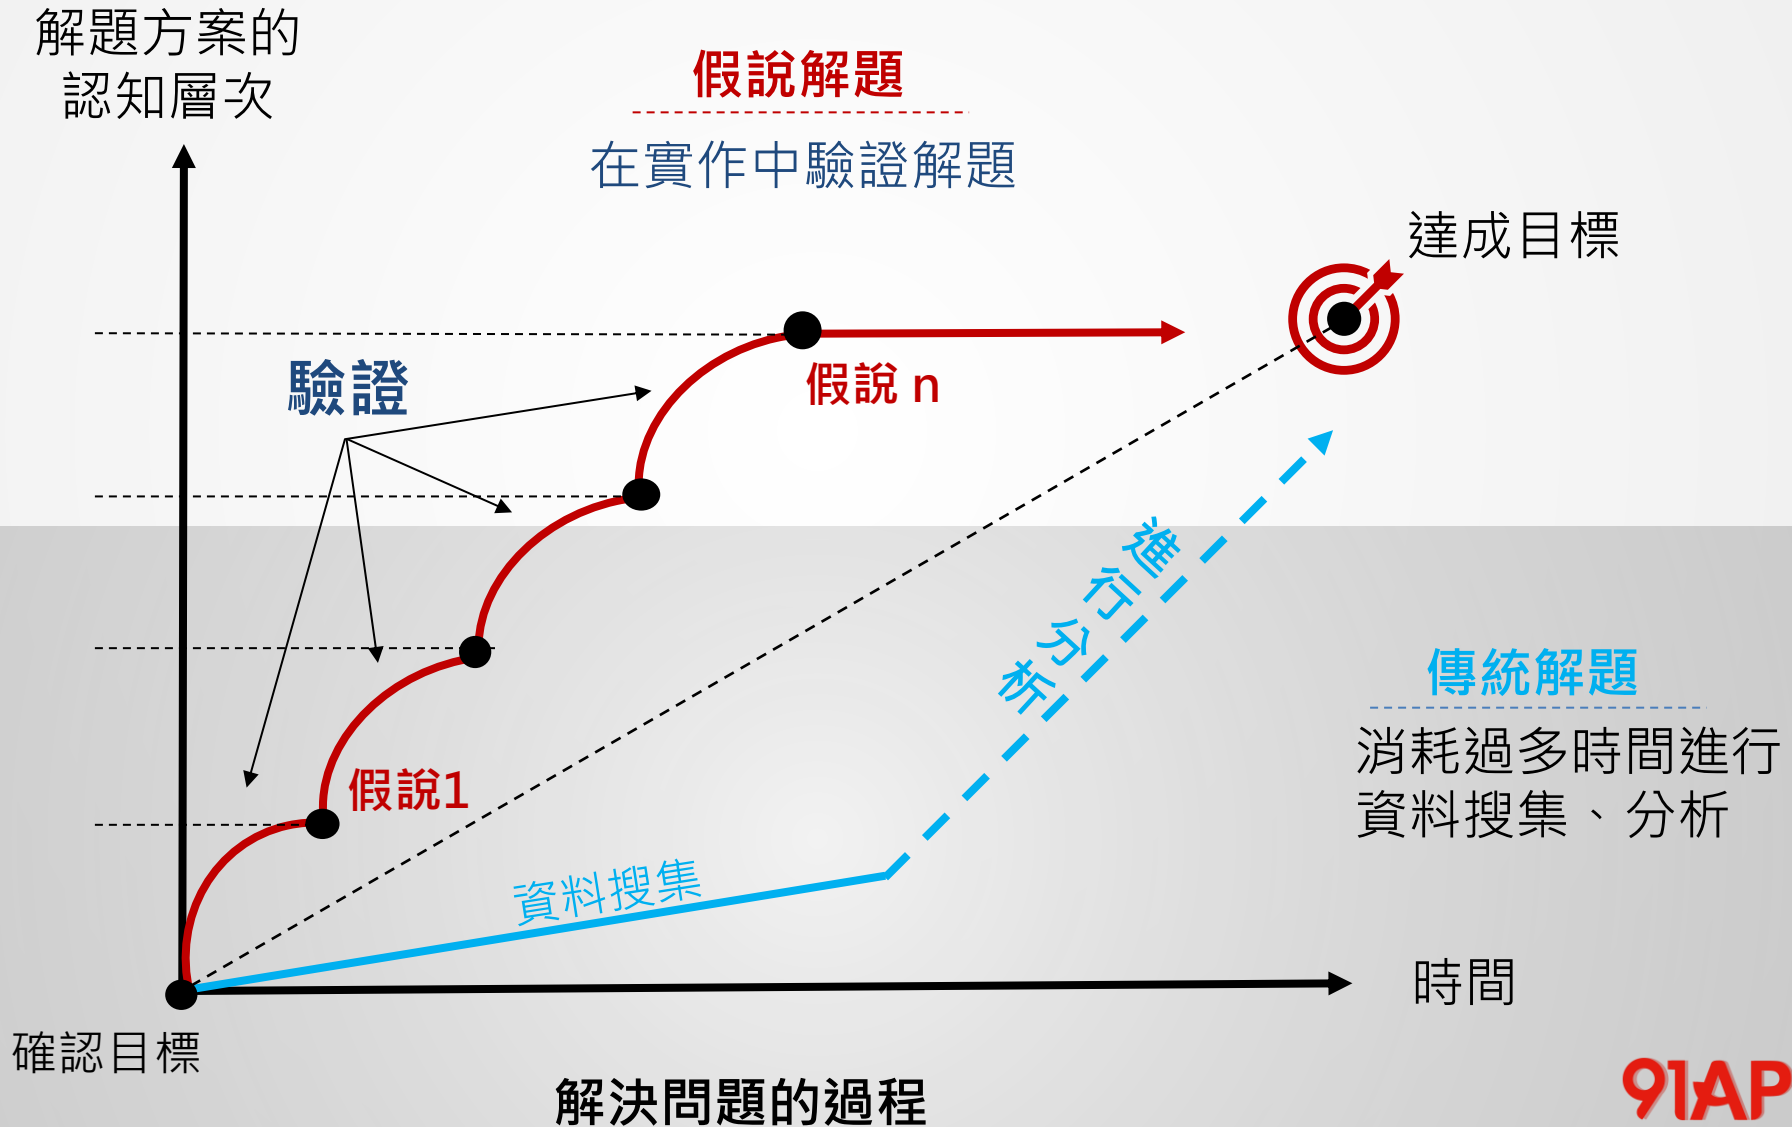 解題方案的
認知層次
假說解題
在實作中驗證解題
達成目標
驗證
假說 n
進行分析
傳統解題
消耗過多時間進行
資料搜集、分析
假說1
資料搜集
時間
確認目標
解決問題的過程
91AP